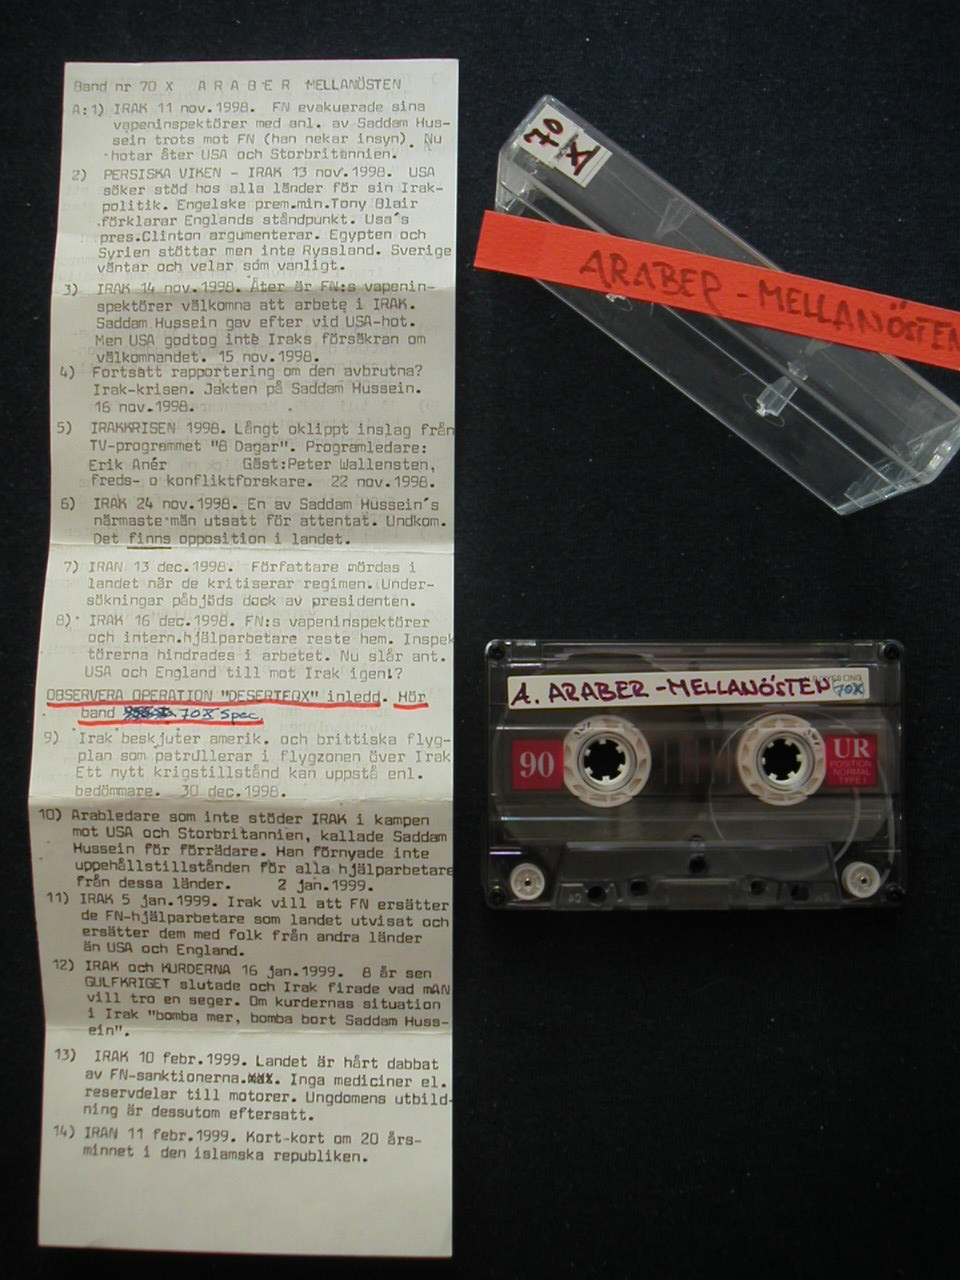 Band nr 70 X A R A B E R MELLANÖSTEN
A:1) IRAK 11 nov.1998. FN evakuerade sina
vapeninspektörer med anl. av Saddam Hus-
sein trots mot FN (han nekar insyn). Nu
hotar åter USA och Storbritannien.
2) PERSISKA VIKEN - IRAK 13 nov.1998. USA
söker stöd hos alla länder för sin Irak-
politik. Engelske prem.min.Tony Blair
förklarar Englands ståndpunkt. Usa´s
pres.Clinton argumenterar. Egypten och
Syrien stöttar men inte Ryssland. Sverige
väntar och velar som vanligt.
3) IRAK 14 nov.1998. Åter är FN:s vapenin-
spektörer välkomna att arbete i IRAK.
Saddam Hussein gav efter vid USA-hot.
Men USA godtog inte Iraks försäkran om
välkomnandet. 15 nov.1998.
4) Fortsatt rapportering om den avbrutna?
Irak-krisen. Jakten på Saddam Hussein.
16 nov.1998.
5) IRAKKRISEN 1998. Långt oklippt inslag från
TV-programmet "8 Dagar". Programledare:
Erik Anér Gäst:Peter Wallensten,
freds- o konfliktforskare. 22 nov.1998.
6) IRAK 24 nov.1998. En av Saddam Hussein´s
närmaste män utsatt för attentat. Undkom.
Det finns opposition i landet.
7) IRAN 13 dec.1998. Författare mördas i
landet när de kritiserar regimen. Under-
sökningar påbjöds dock av presidenten.
8) IRAK 16 dec.1998. FN:s vapeninspektörer
och intern.hjälparbetare reste hem. Inspek
törerna hindrades i arbetet. Nu slår ant.
USA och England till mot Irak igen!?
OBSERVERA OPERATION "DESERTFOX" inledd. Hör
band 70X Spec.
9) Irak beskjuter amerik. och brittiska flyg-
plan som patrullerar i flygzonen över Irak
Ett nytt krigstillstånd kan uppstå enl.
bedömmare. 30 dec.1998.
10) Arabledare som inte stöder IRAK i kampen
mot USA och Storbritannien, kallade Saddam
Hussein för förrädare. Han förnyade inte
uppehållstillstånden för alla hjälparbetare
från dessa länder. 2 jan.1999.
11) IRAK 5 jan.1999. Irak vill att FN ersätter
de FN-hjälparbetare som landet utvisat och
ersätter dem med folk från andra länder
än USA och England.
12) IRAK och KURDERNA 16 jan.1999. 8 år sen
GULFKRIGET slutade och Irak firade vad mAN
vill tro en seger. Om kurdernas situation
i Irak "bomba mer, bomba bort Saddam Huss-
ein".
13) IRAK 10 febr.1999. Landet är hårt dabbat
av FN-sanktionerna. Inga mediciner el.
reservdelar till motorer. Ungdomens utbild-
ning är dessutom eftersatt.
14) IRAN 11 febr.1999. Kort-kort om 20 års-
minnet i den islamska republiken.
70 X
ARABER - MELLANÖSTEN
A. ARABER - MELLANÖSTEN 70X
90
UR
POSITION
NORMAL
TYPE I